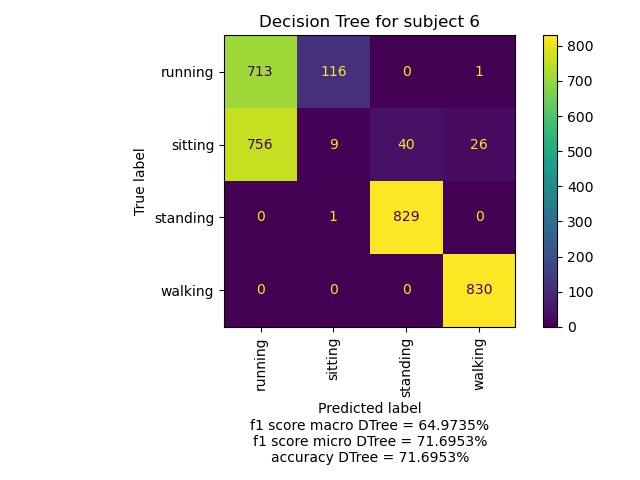 Decision Tree for subject 6
True label
running
713 116 0 1
sitting
756 9 40 26
standing
0 1 829 0
walking
0 0 0 830
running
sitting
standing
walking
Predicted label
f1 score macro DTree = 64.9735%
f1 score micro DTree = 71.6953%
accuracy DTree = 71.6953%
800
700
600
500
400
300
200
100
0